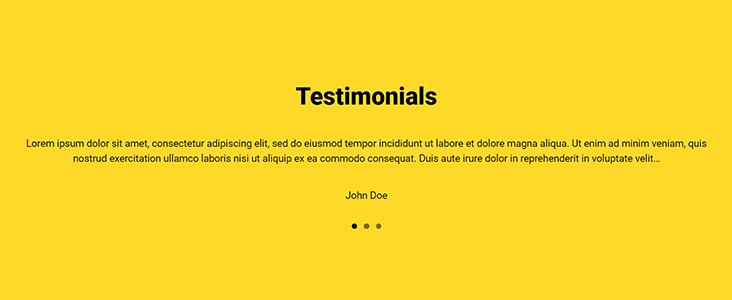 Testimonials
Lorem ipsum dolor sit amet, consectetur adipiscing elit, sed do eiusmod tempor incididunt ut labore et dolore magna aliqua. Ut enim ad minim veniam, quis
nostrud exercitation ullamco laboris nisi ut aliquip ex ea commodo consequat. Duis aute irure dolor in reprehenderit in voluptate velit...
John Doe